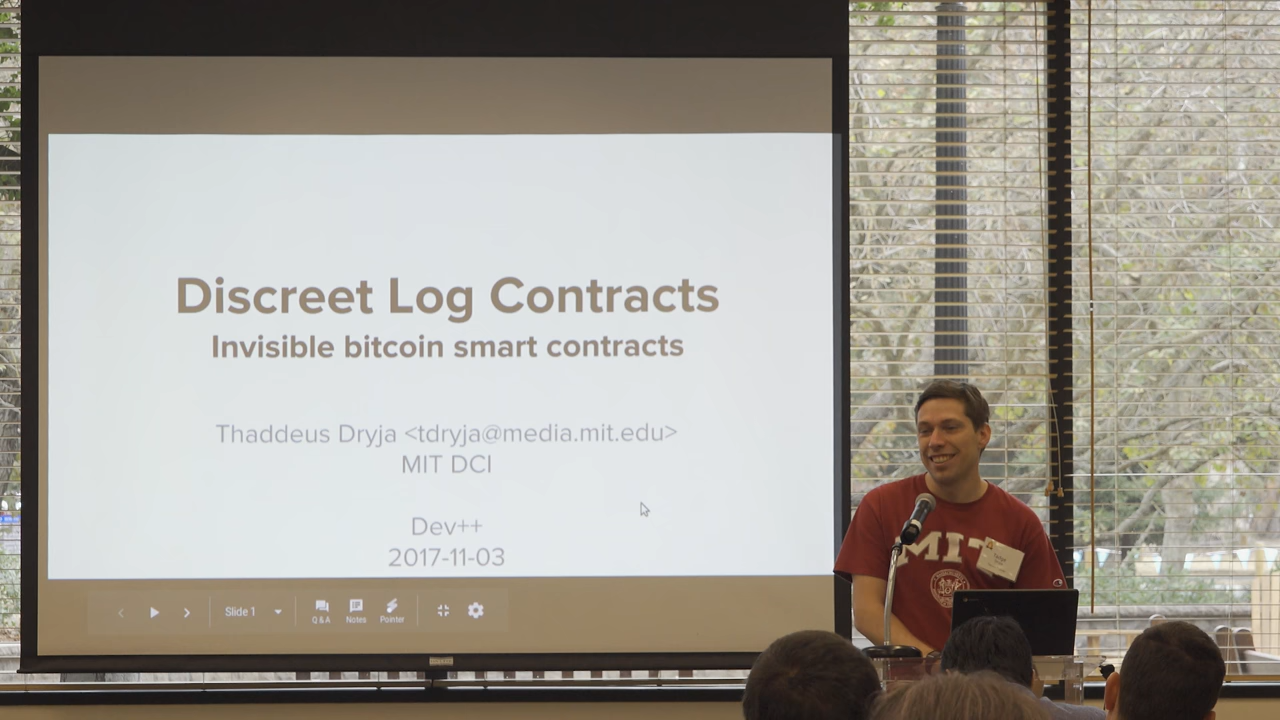 Discreet Log Contracts
Invisible bitcoin smart contracts
Thaddeus Dryja <tdryja@media.mit.edu>
MIT DCI
Dev++
2017-11-03
Slide 1
Q & A
Notes
Pointer
MIT